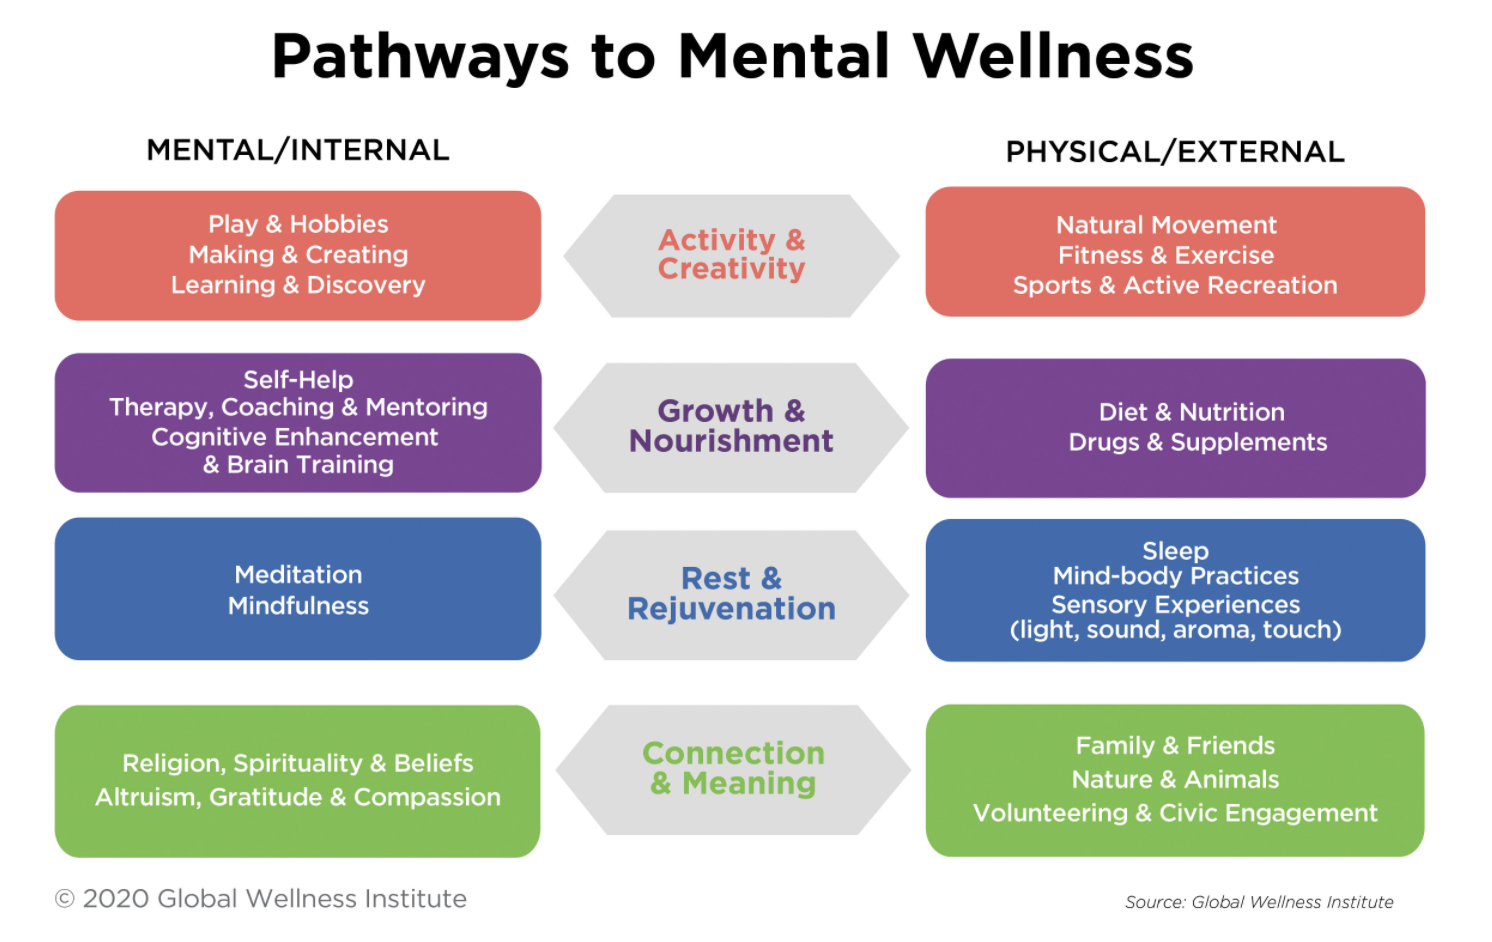 Pathways to Mental Wellness
MENTAL/INTERNAL
PHYSICAL/EXTERNAL
Play & Hobbies
Making & Creating
Learning & Discovery
Activity &
Creativity
Natural Movement
Fitness & Exercise
Sports & Active Recreation
Self-Help
Therapy, Coaching & Mentoring
Cognitive Enhancement
& Brain Training
Growth &
Nourishment
Diet & Nutrition
Drugs & Supplements
Meditation
Mindfulness
Rest &
Rejuvenation
Sleep
Mind-body Practices
Sensory Experiences
(light, sound, aroma, touch)
Religion, Spirituality & Beliefs
Altruism, Gratitude & Compassion
Connection
& Meaning
Family & Friends
Nature & Animals
Volunteering & Civic Engagement
© 2020 Global Wellness Institute
Source: Global Wellness Institute